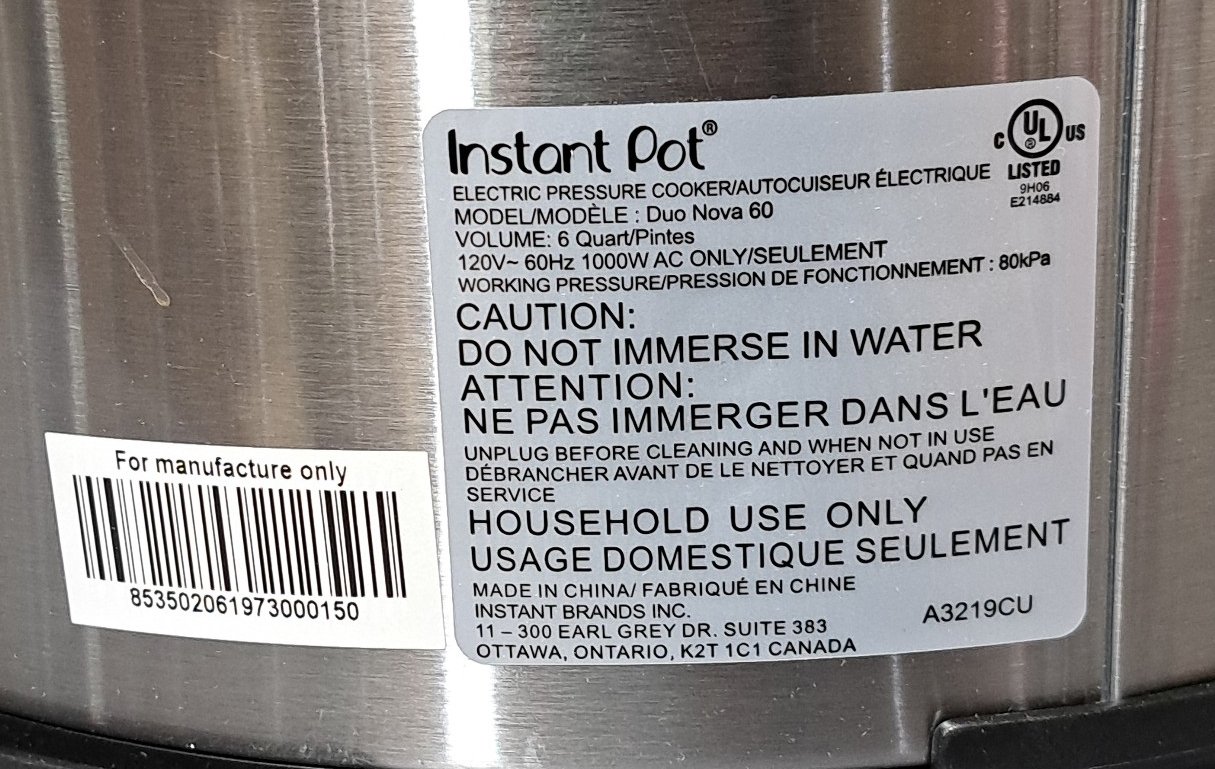 Instant Pot®
C UL ® US
LISTED
9H06
E214884
ELECTRIC PRESSURE COOKER/AUTOCUISEUR ÉLECTRIQUE
MODEL/MODÈLE : Duo Nova 60
VOLUME: 6 Quart/Pintes
120V~ 60Hz 1000W AC ONLY/SEULEMENT
WORKING PRESSURE/PRESSION DE FONCTIONNEMENT : 80kPa
CAUTION:
DO NOT IMMERSE IN WATER
ATTENTION:
NE PAS IMMERGER DANS L'EAU
UNPLUG BEFORE CLEANING AND WHEN NOT IN USE
DÉBRANCHER AVANT DE LE NETTOYER ET QUAND PAS EN
SERVICE
HOUSEHOLD USE ONLY
USAGE DOMESTIQUE SEULEMENT
MADE IN CHINA/ FABRIQUÉ EN CHINE
INSTANT BRANDS INC.
11 – 300 EARL GREY DR. SUITE 383
OTTAWA, ONTARIO, K2T 1C1 CANADA
A3219CU
For manufacture only
853502061973000150